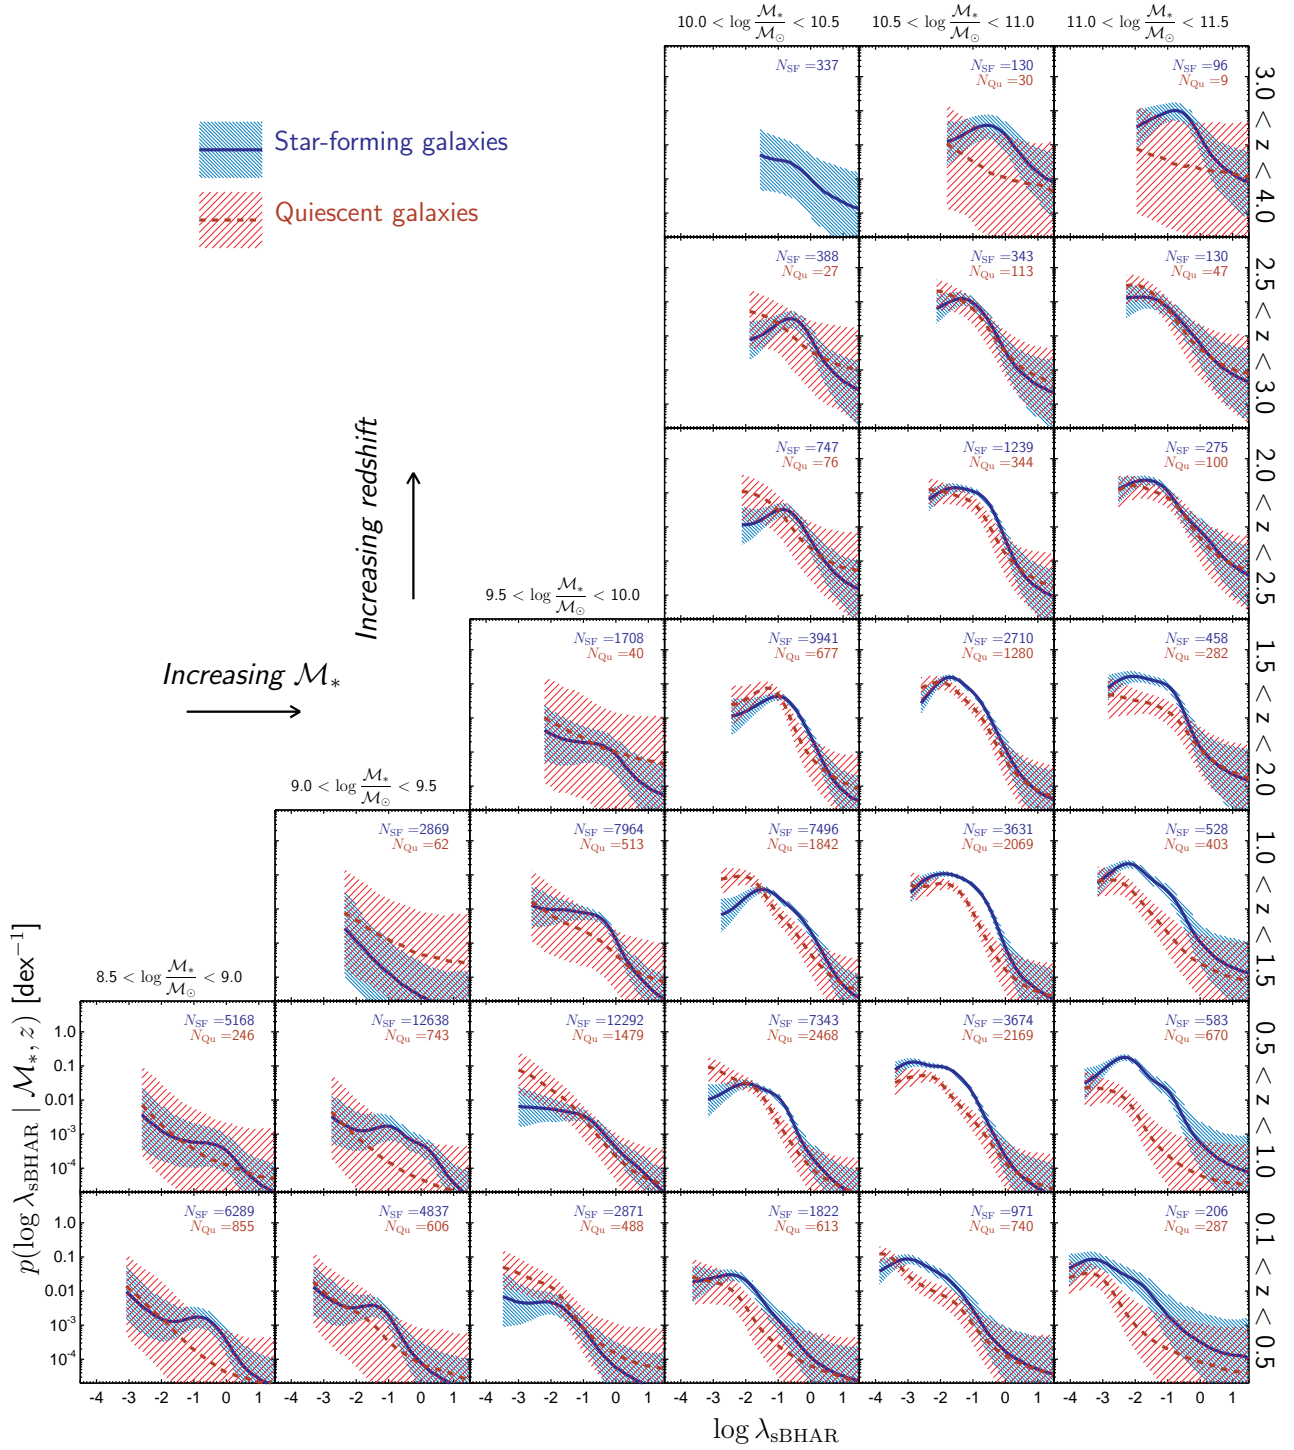 10.0 < log M∗/M⊙ < 10.5
10.5 < log M∗/M⊙ < 11.0
11.0 < log M∗/M⊙ < 11.5
Star-forming galaxies
Quiescent galaxies
N_SF =337
N_SF =130
N_Qu =30
N_SF =96
N_Qu =9
3.0 < z < 4.0
N_SF =388
N_Qu =27
N_SF =343
N_Qu =113
N_SF =130
N_Qu =47
2.5 < z < 3.0
Increasing redshift
N_SF =747
N_Qu =76
N_SF =1239
N_Qu =344
N_SF =275
N_Qu =100
2.0 < z < 2.5
9.5 < log M∗/M⊙ < 10.0
Increasing M∗
N_SF =1708
N_Qu =40
N_SF =3941
N_Qu =677
N_SF =2710
N_Qu =1280
N_SF =458
N_Qu =282
1.5 < z < 2.0
9.0 < log M∗/M⊙ < 9.5
N_SF =2869
N_Qu =62
N_SF =7964
N_Qu =513
N_SF =7496
N_Qu =1842
N_SF =3631
N_Qu =2069
N_SF =528
N_Qu =403
1.0 < z < 1.5
8.5 < log M∗/M⊙ < 9.0
p(log λ_sBHAR | M∗, z) [dex⁻¹]
1.0
0.1
0.01
10⁻³
10⁻⁴
N_SF =5168
N_Qu =246
N_SF =12638
N_Qu =743
N_SF =12292
N_Qu =1479
N_SF =7343
N_Qu =2468
N_SF =3674
N_Qu =2169
N_SF =583
N_Qu =670
0.5 < z < 1.0
1.0
0.1
0.01
10⁻³
10⁻⁴
N_SF =6289
N_Qu =855
N_SF =4837
N_Qu =606
N_SF =2871
N_Qu =488
N_SF =1822
N_Qu =613
N_SF =971
N_Qu =740
N_SF =206
N_Qu =287
0.1 < z < 0.5
-4 -3 -2 -1 0 1
-4 -3 -2 -1 0 1
-4 -3 -2 -1 0 1
-4 -3 -2 -1 0 1
-4 -3 -2 -1 0 1
-4 -3 -2 -1 0 1
log λ_sBHAR